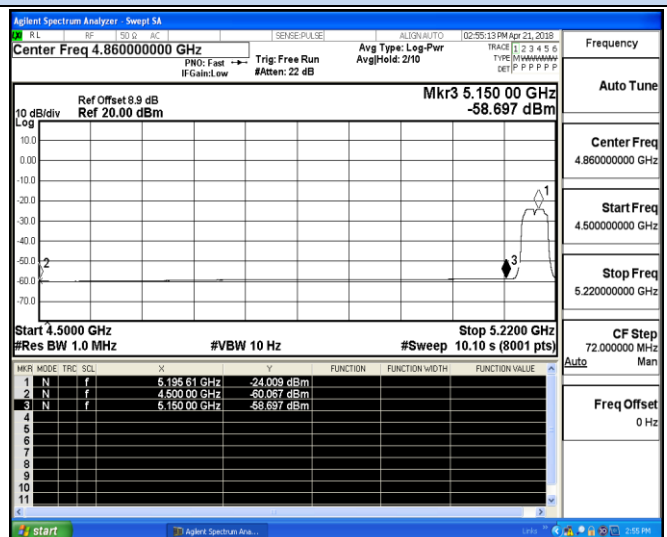 Agilent Spectrum Analyzer - Swept SA
RL RF 50 Ω AC SENSE:PULSE ALIGNAUTO 02:55:13 PM Apr 21, 2018
Center Freq 4.860000000 GHz
PNO: Fast
IFGain:Low
Trig: Free Run
#Atten: 22 dB
Avg Type: Log-Pwr
Avg|Hold: 2/10
TRACE 1 2 3 4 5 6
TYPE MWWWWW
DET P P P P P P
Mkr3 5.150 00 GHz
-58.697 dBm
Ref Offset 8.9 dB
10 dB/div Ref 20.00 dBm
Log
10.0
0.00
-10.0
-20.0
-30.0
-40.0
-50.0
-60.0
-70.0
1
2
3
Start 4.5000 GHz Stop 5.2200 GHz
#Res BW 1.0 MHz #VBW 10 Hz #Sweep 10.10 s (8001 pts)
MKR MODE TRC SCL X Y FUNCTION FUNCTION WIDTH FUNCTION VALUE
1 N f 5.195 61 GHz -24.009 dBm
2 N f 4.500 00 GHz -60.067 dBm
3 N f 5.150 00 GHz -58.697 dBm
4
5
6
7
8
9
10
11
Frequency
Auto Tune
Center Freq
4.860000000 GHz
Start Freq
4.500000000 GHz
Stop Freq
5.220000000 GHz
CF Step
72.000000 MHz
Auto Man
Freq Offset
0 Hz
start Agilent Spectrum Ana... Links » 2:55 PM